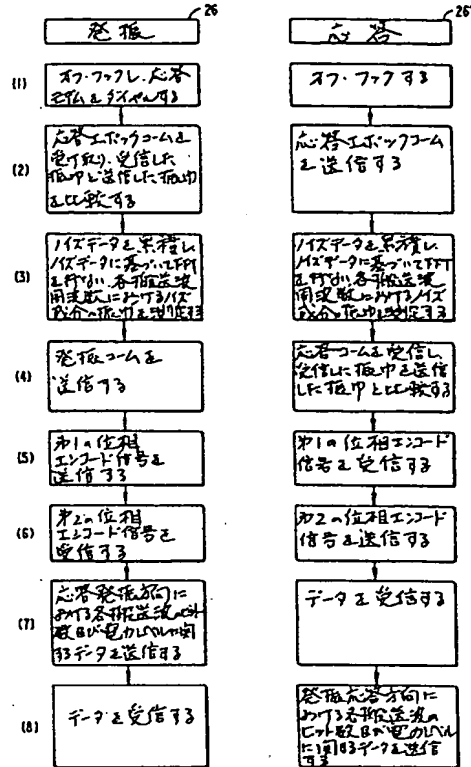 26
26
発振
応答
(1)
オフ・フックし、応答
モデムをダイヤルする
オフ・フックする
(2)
応答エポックコームを
受け取り、受信した
振巾と送信した振巾
を比較する
応答エポックコーム
を送信する
(3)
ノイズデータを累積し、
ノイズデータに基づいてFFT
を行ない、各搬送波
周波数におけるノイズ
成分の振巾を測定する
ノイズデータを累積し、
ノイズデータに基づいてFFT
を行ない、各搬送波
周波数におけるノイズ
成分の振巾を測定する
(4)
発振コームを
送信する
応答コームを受信し、
受信した振巾を送信
した振巾と比較する
(5)
第1の位相
エンコード信号を
送信する
第1の位相エンコード
信号を受信する
(6)
第2の位相
エンコード信号を
受信する
第2の位相エンコード
信号を送信する
(7)
応答発振方向に
おける各搬送波のビット
数及び電力レベルに関
するデータを送信する
データを受信する
(8)
データを受信する
発振応答方向に
おける各搬送波の
ビット数及び電力レベル
に関するデータを送信
する